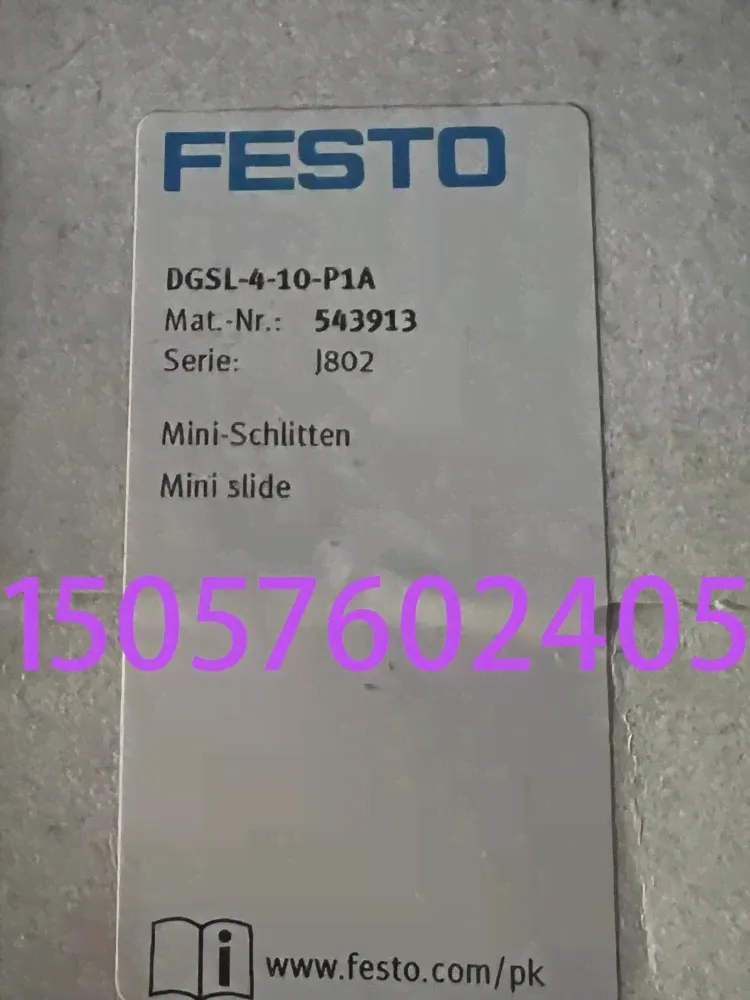 FESTO
DGSL-4-10-P1A
Mat.-Nr.: 543913
Serie: J802
Mini-Schlitten
Mini slide
15057602405
i www.festo.com/pk